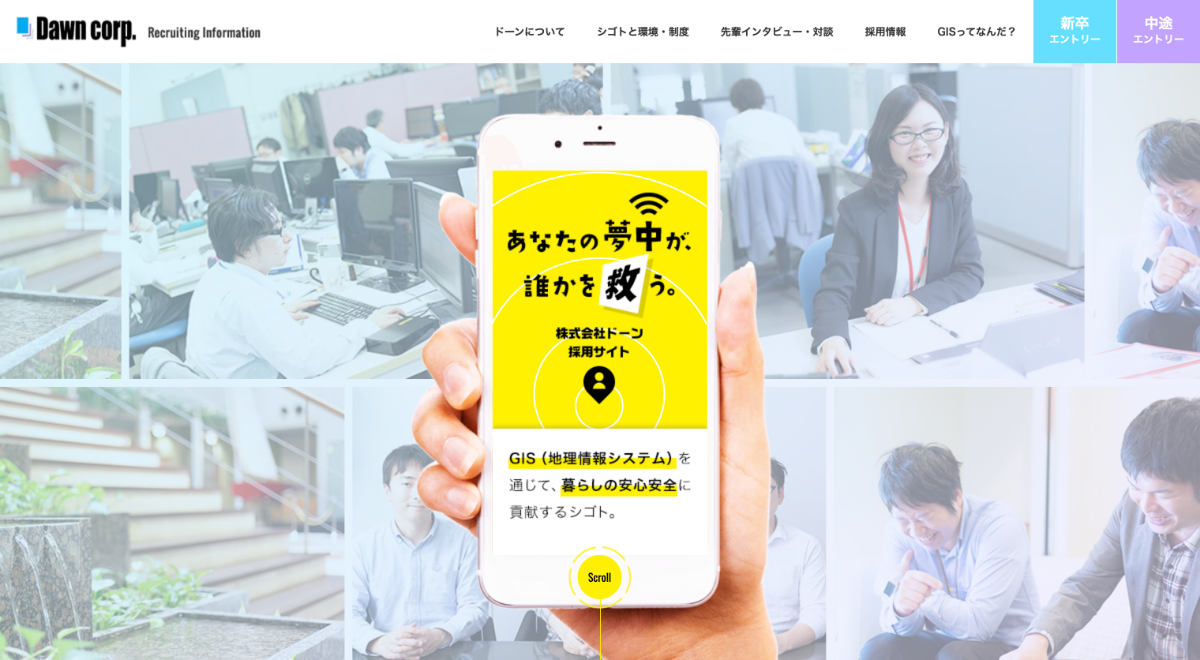 Dawn corp. Recruiting Information
ドーンについて
シゴトと環境・制度
先輩インタビュー・対談
採用情報
GISってなんだ？
新卒
エントリー
中途
エントリー
あなたの夢中が、
誰かを救う。
株式会社ドーン
採用サイト
GIS（地理情報システム）を
通じて、暮らしの安心安全に
貢献するシゴト。
Scroll